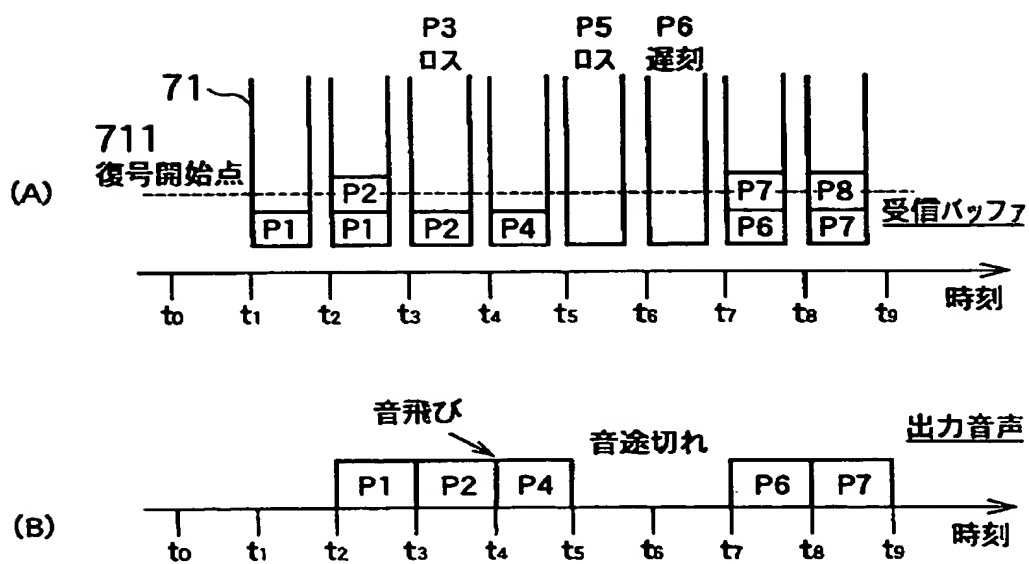 P3 P5 P6
ロス ロス 遅刻
71
711
復号開始点
(A)
P2 P7 P8
P1 P1 P2 P4 P6 P7
受信バッファ
t0 t1 t2 t3 t4 t5 t6 t7 t8 t9 時刻
音飛び
音途切れ
出力音声
P1 P2 P4 P6 P7
(B)
t0 t1 t2 t3 t4 t5 t6 t7 t8 t9 時刻